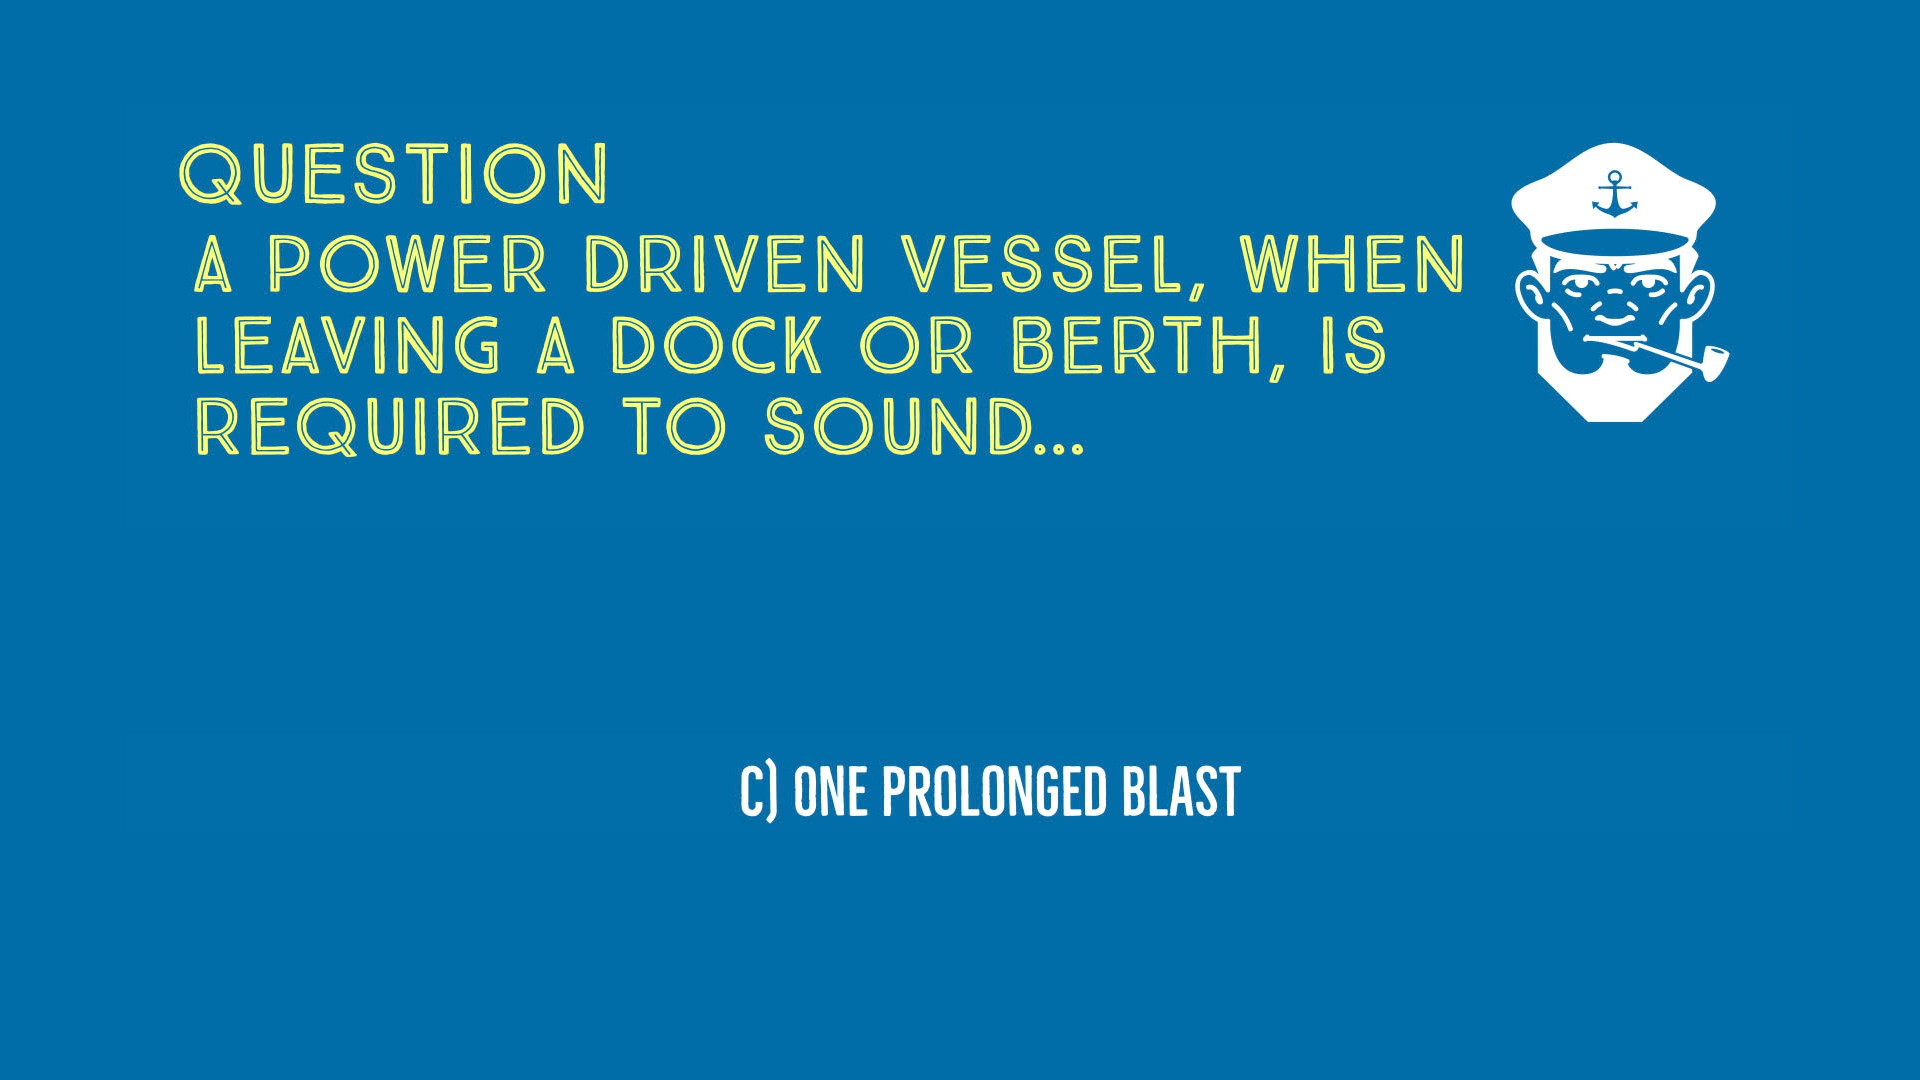 QUESTION
A POWER DRIVEN VESSEL, WHEN
LEAVING A DOCK OR BERTH, IS
REQUIRED TO SOUND...
C) ONE PROLONGED BLAST